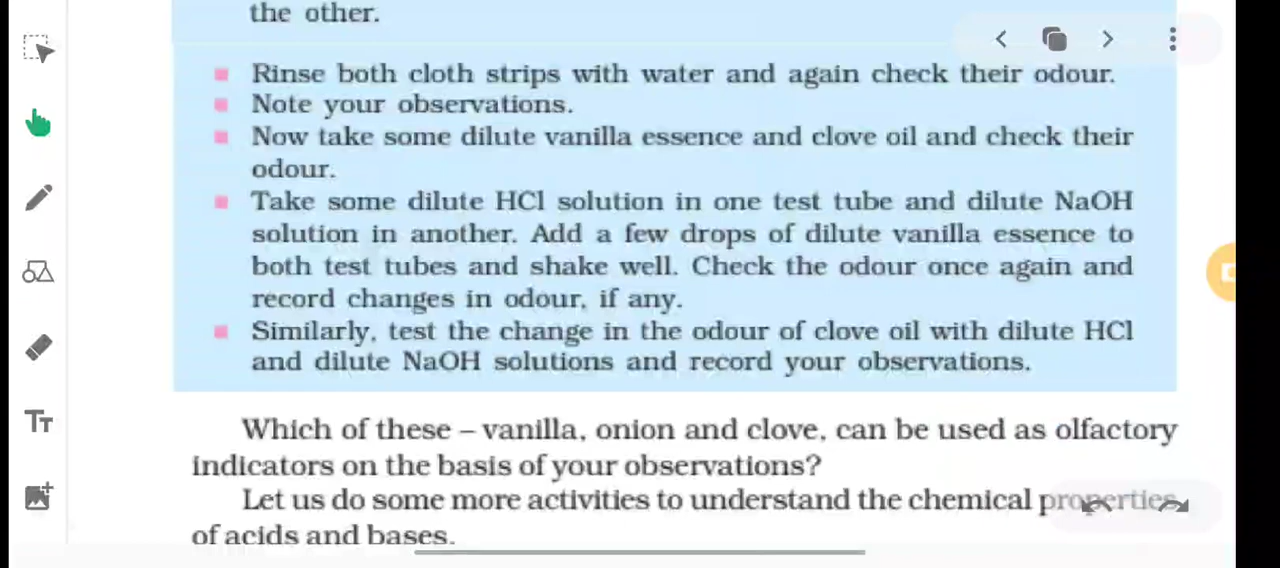 the other.
Rinse both cloth strips with water and again check their odour.
Note your observations.
Now take some dilute vanilla essence and clove oil and check their
odour.
Take some dilute HCl solution in one test tube and dilute NaOH
solution in another. Add a few drops of dilute vanilla essence to
both test tubes and shake well. Check the odour once again and
record changes in odour, if any.
Similarly, test the change in the odour of clove oil with dilute HCl
and dilute NaOH solutions and record your observations.
Which of these – vanilla, onion and clove, can be used as olfactory
indicators on the basis of your observations?
Let us do some more activities to understand the chemical properties
of acids and bases.
TT